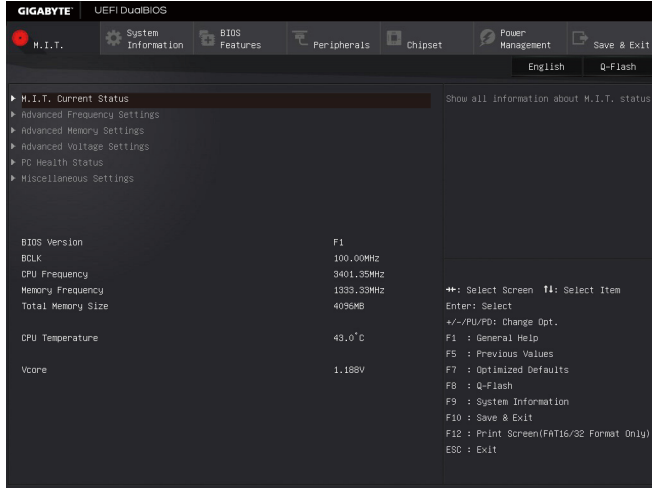 GIGABYTE™ UEFI DualBIOS
M.I.T.
System Information
BIOS Features
Peripherals
Chipset
Power Management
Save & Exit
English Q-Flash
M.I.T. Current Status
Advanced Frequency Settings
Advanced Memory Settings
Advanced Voltage Settings
PC Health Status
Miscellaneous Settings
Show all information about M.I.T. status
BIOS Version F1
BCLK 100.00MHz
CPU Frequency 3401.35MHz
Memory Frequency 1333.33MHz
Total Memory Size 4096MB
CPU Temperature 43.0°C
Vcore 1.188V
→←: Select Screen ↑↓: Select Item
Enter: Select
+/-/PU/PD: Change Opt.
F1 : General Help
F5 : Previous Values
F7 : Optimized Defaults
F8 : Q-Flash
F9 : System Information
F10 : Save & Exit
F12 : Print Screen(FAT16/32 Format Only)
ESC : Exit